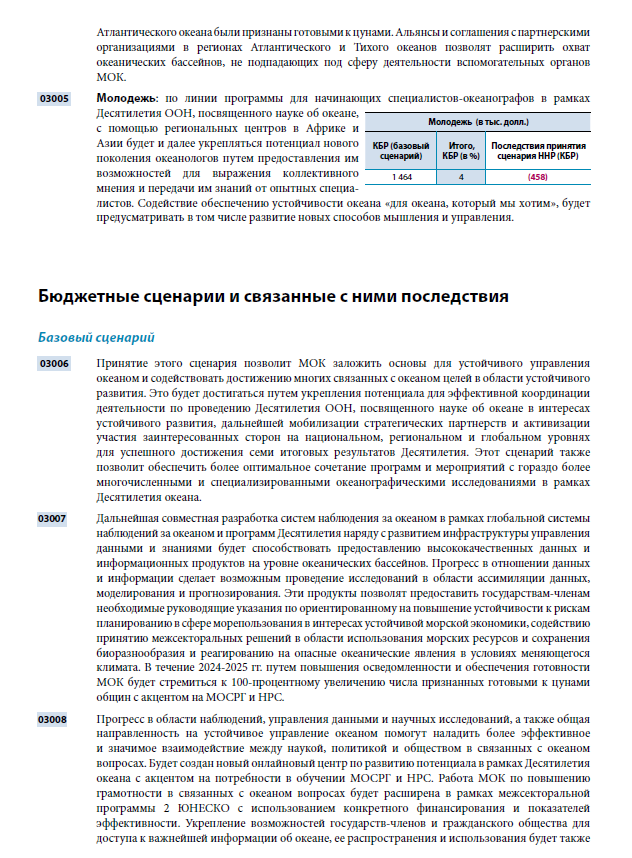 Атлантического океана были признаны готовыми к цунами. Альянсы и соглашения с партнерскими
организациями в регионах Атлантического и Тихого океанов позволят расширить охват
океанических бассейнов, не подпадающих под сферу деятельности вспомогательных органов
МОК.
03005 Молодежь: по линии программы для начинающих специалистов-океанографов в рамках
Десятилетия ООН, посвященного науке об океане,
с помощью региональных центров в Африке и
Азии будет и далее укрепляться потенциал нового
поколения океанологов путем предоставления им
возможностей для выражения коллективного
мнения и передачи им знаний от опытных специа-
листов. Содействие обеспечению устойчивости океана «для океана, который мы хотим», будет
предусматривать в том числе развитие новых способов мышления и управления.
Молодежь (в тыс. долл.)
КБР (базовый сценарий) Итого, КБР (в %) Последствия принятия сценария ННР (КБР)
1 464 4 (458)
Бюджетные сценарии и связанные с ними последствия
Базовый сценарий
03006 Принятие этого сценария позволит МОК заложить основы для устойчивого управления
океаном и содействовать достижению многих связанных с океаном целей в области устойчивого
развития. Это будет достигаться путем укрепления потенциала для эффективной координации
деятельности по проведению Десятилетия ООН, посвященного науке об океане в интересах
устойчивого развития, дальнейшей мобилизации стратегических партнерств и активизации
участия заинтересованных сторон на национальном, региональном и глобальном уровнях
для успешного достижения семи итоговых результатов Десятилетия. Этот сценарий также
позволит обеспечить более оптимальное сочетание программ и мероприятий с гораздо более
многочисленными и специализированными океанографическими исследованиями в рамках
Десятилетия океана.
03007 Дальнейшая совместная разработка систем наблюдения за океаном в рамках глобальной системы
наблюдений за океаном и программ Десятилетия наряду с развитием инфраструктуры управления
данными и знаниями будет способствовать предоставлению высококачественных данных и
информационных продуктов на уровне океанических бассейнов. Прогресс в отношении данных
и информации сделает возможным проведение исследований в области ассимиляции данных,
моделирования и прогнозирования. Эти продукты позволят предоставить государствам-членам
необходимые руководящие указания по ориентированному на повышение устойчивости к рискам
планированию в сфере морепользования в интересах устойчивой морской экономики, содействию
принятию межсекторальных решений в области использования морских ресурсов и сохранения
биоразнообразия и реагированию на опасные океанические явления в условиях меняющегося
климата. В течение 2024-2025 гг. путем повышения осведомленности и обеспечения готовности
МОК будет стремиться к 100-процентному увеличению числа признанных готовыми к цунами
общин с акцентом на МОСРГ и НРС.
03008 Прогресс в области наблюдений, управления данными и научных исследований, а также общая
направленность на устойчивое управление океаном помогут наладить более эффективное
и значимое взаимодействие между наукой, политикой и обществом в связанных с океаном
вопросах. Будет создан новый онлайновый центр по развитию потенциала в рамках Десятилетия
океана с акцентом на потребности в обучении МОСРГ и НРС. Работа МОК по повышению
грамотности в связанных с океаном вопросах будет расширена в рамках межсекторальной
программы 2 ЮНЕСКО с использованием конкретного финансирования и показателей
эффективности. Укрепление возможностей государств-членов и гражданского общества для
доступа к важнейшей информации об океане, ее распространения и использования будет также